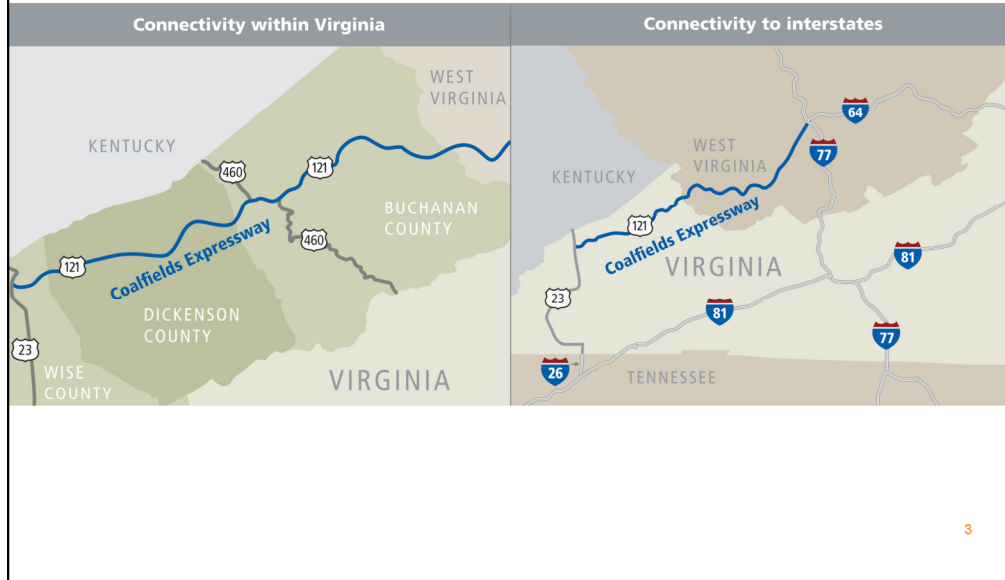 Connectivity within Virginia
WEST
VIRGINIA
KENTUCKY
460
121
BUCHANAN
COUNTY
460
121
Coalfields Expressway
DICKENSON
COUNTY
23
WISE
COUNTY
VIRGINIA
Connectivity to interstates
64
WEST
VIRGINIA
77
KENTUCKY
121
Coalfields Expressway
VIRGINIA
81
23
81
77
26
TENNESSEE
3